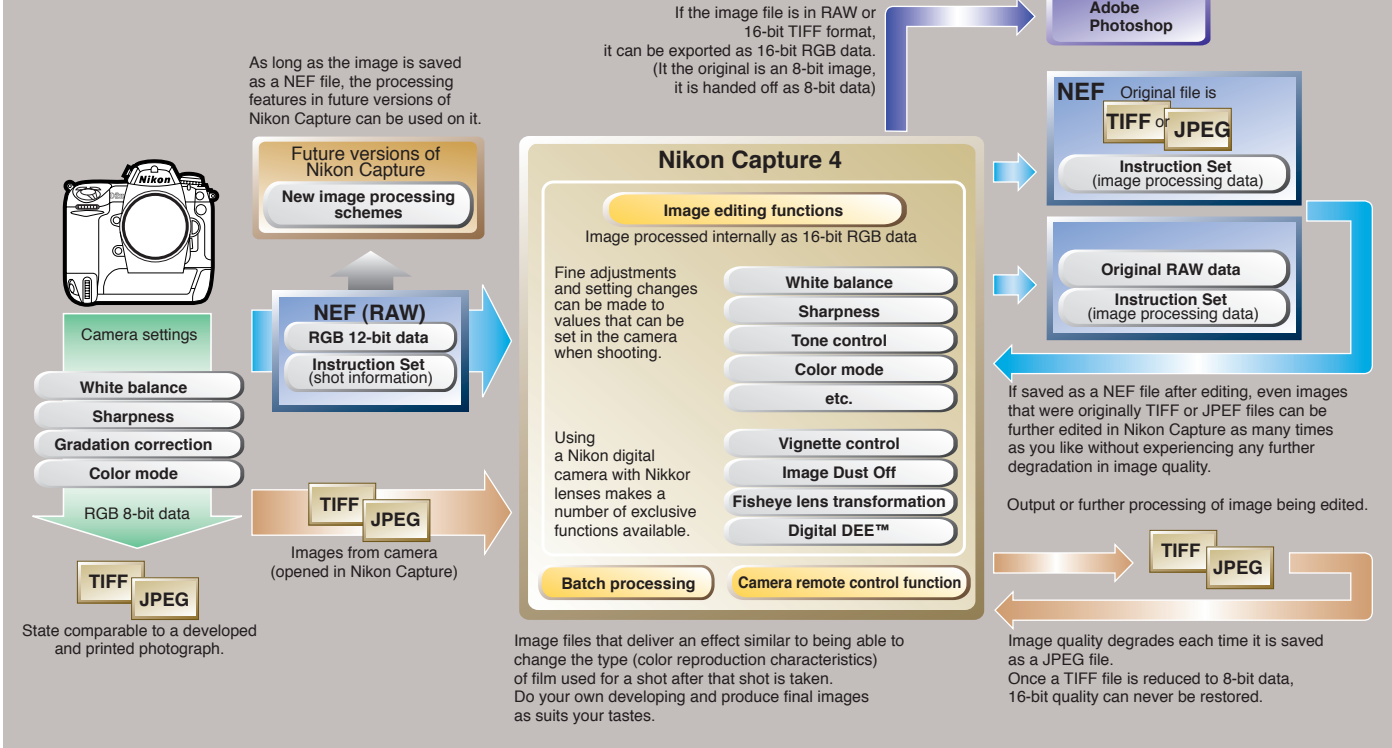 If the image file is in RAW or
16-bit TIFF format,
it can be exported as 16-bit RGB data.
(It the original is an 8-bit image,
it is handed off as 8-bit data)
Adobe
Photoshop
As long as the image is saved
as a NEF file, the processing
features in future versions of
Nikon Capture can be used on it.
Future versions of
Nikon Capture
New image processing
schemes
Nikon
Camera settings
White balance
Sharpness
Gradation correction
Color mode
RGB 8-bit data
TIFF
JPEG
State comparable to a developed
and printed photograph.
NEF (RAW)
RGB 12-bit data
Instruction Set
(shot information)
TIFF
JPEG
Images from camera
(opened in Nikon Capture)
Nikon Capture 4
Image editing functions
Image processed internally as 16-bit RGB data
Fine adjustments
and setting changes
can be made to
values that can be
set in the camera
when shooting.
White balance
Sharpness
Tone control
Color mode
etc.
Using
a Nikon digital
camera with Nikkor
lenses makes a
number of exclusive
functions available.
Vignette control
Image Dust Off
Fisheye lens transformation
Digital DEE™
Batch processing
Camera remote control function
Image files that deliver an effect similar to being able to
change the type (color reproduction characteristics)
of film used for a shot after that shot is taken.
Do your own developing and produce final images
as suits your tastes.
NEF Original file is
TIFF or JPEG
Instruction Set
(image processing data)
Original RAW data
Instruction Set
(image processing data)
If saved as a NEF file after editing, even images
that were originally TIFF or JPEF files can be
further edited in Nikon Capture as many times
as you like without experiencing any further
degradation in image quality.
Output or further processing of image being edited.
TIFF
JPEG
Image quality degrades each time it is saved
as a JPEG file.
Once a TIFF file is reduced to 8-bit data,
16-bit quality can never be restored.